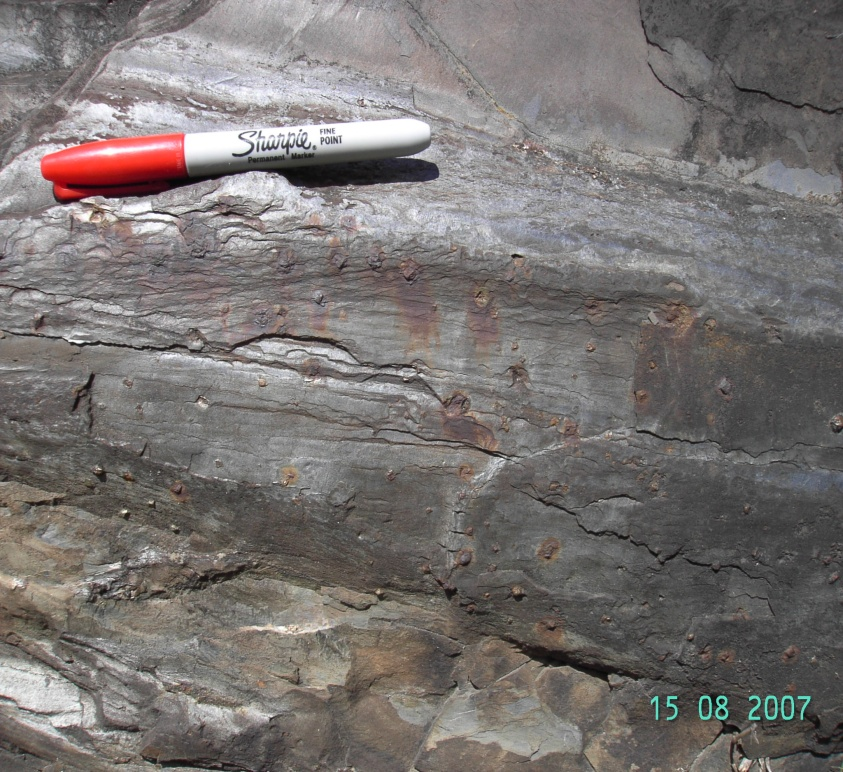 Sharpie. FINE
POINT
Permanent Marker
15 08 2007